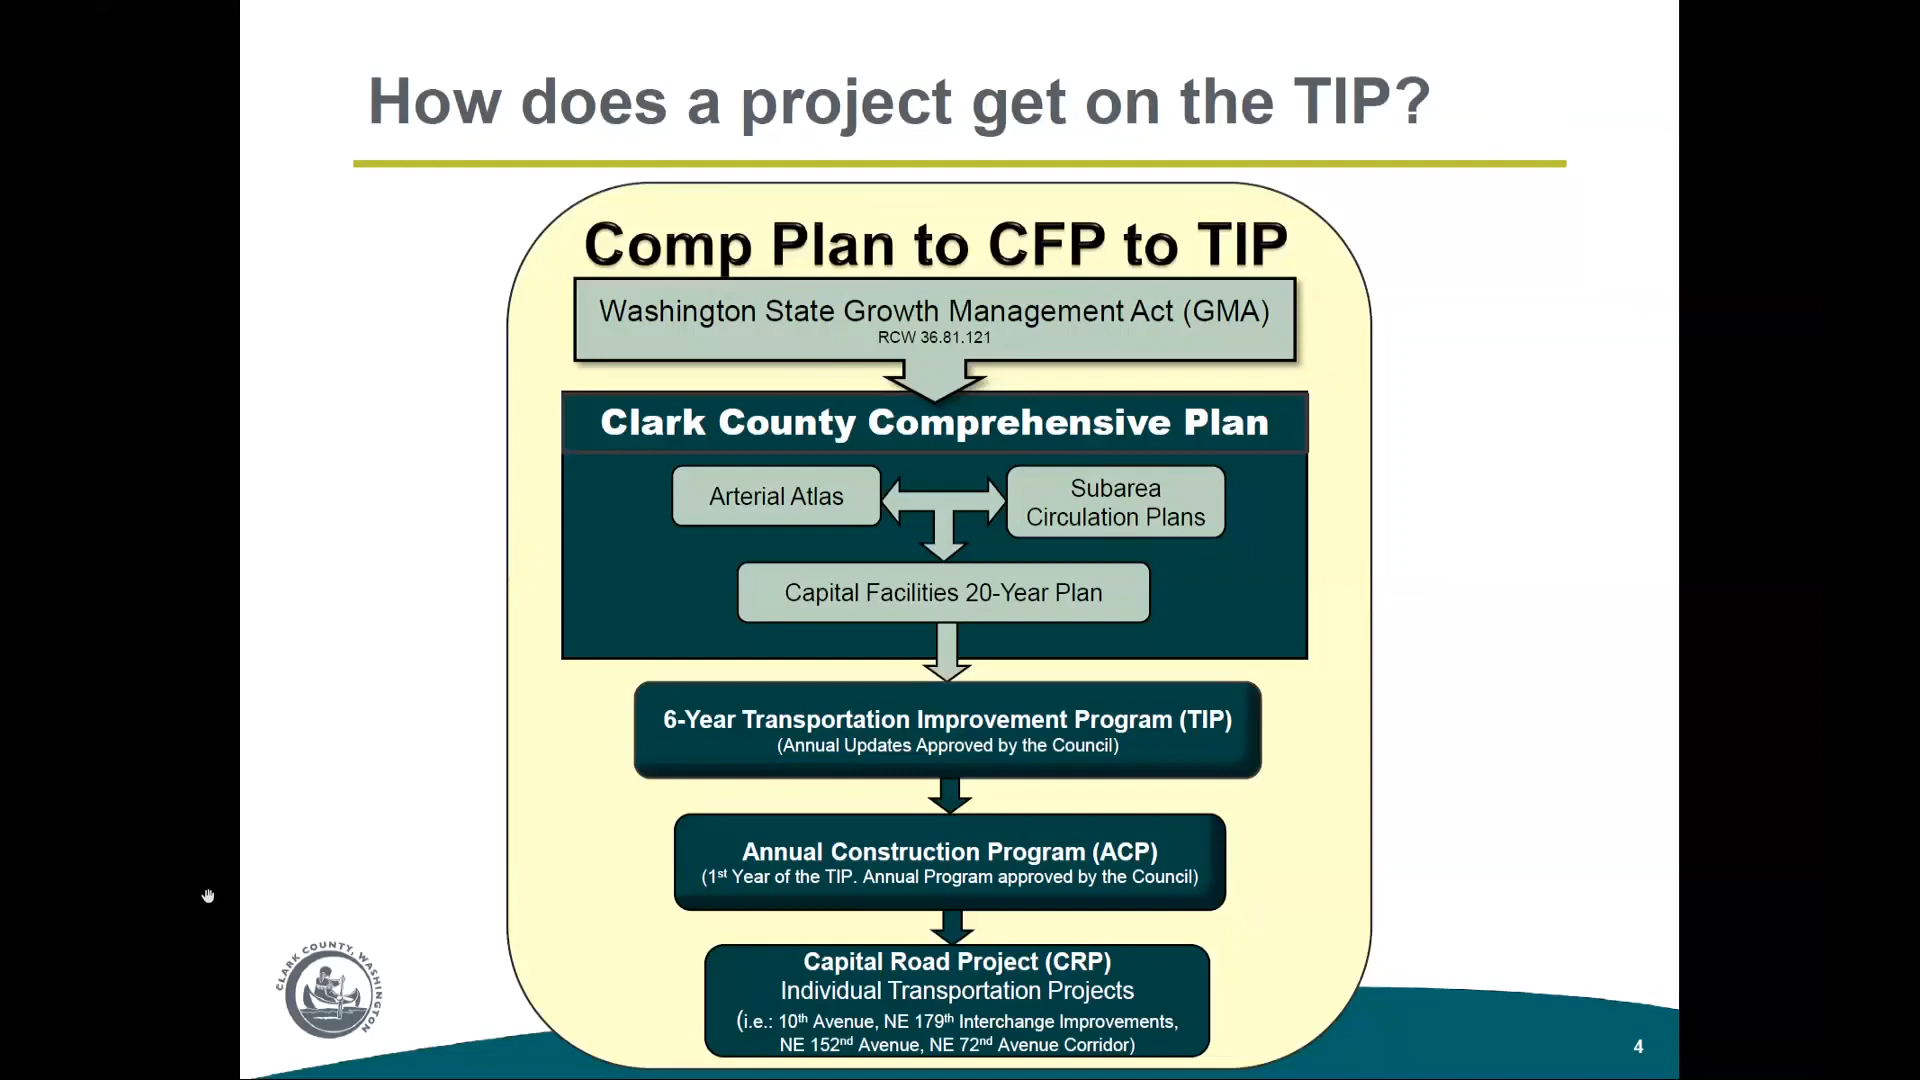 How does a project get on the TIP?
Comp Plan to CFP to TIP
Washington State Growth Management Act (GMA)
RCW 36.81.121
Clark County Comprehensive Plan
Arterial Atlas
Subarea
Circulation Plans
Capital Facilities 20-Year Plan
6-Year Transportation Improvement Program (TIP)
(Annual Updates Approved by the Council)
Annual Construction Program (ACP)
(1st Year of the TIP. Annual Program approved by the Council)
Capital Road Project (CRP)
Individual Transportation Projects
(i.e.: 10th Avenue, NE 179th Interchange Improvements,
NE 152nd Avenue, NE 72nd Avenue Corridor)
CLARK COUNTY, WASHINGTON
4